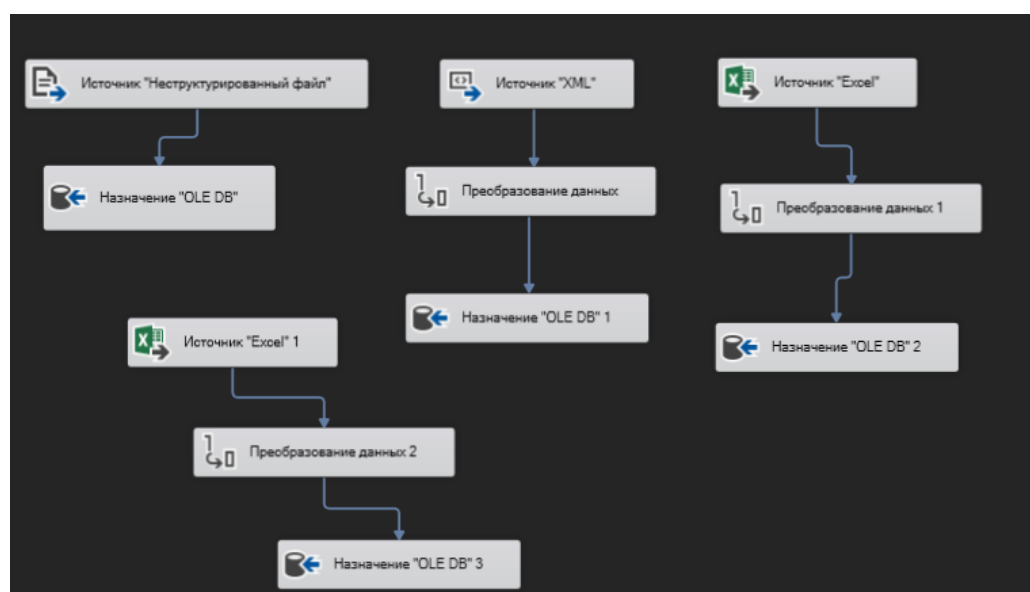 Источник "Неструктурированный файл"
Источник "XML"
Источник "Excel"
Назначение "OLE DB"
Преобразование данных
Преобразование данных 1
Назначение "OLE DB" 1
Назначение "OLE DB" 2
Источник "Excel" 1
Преобразование данных 2
Назначение "OLE DB" 3